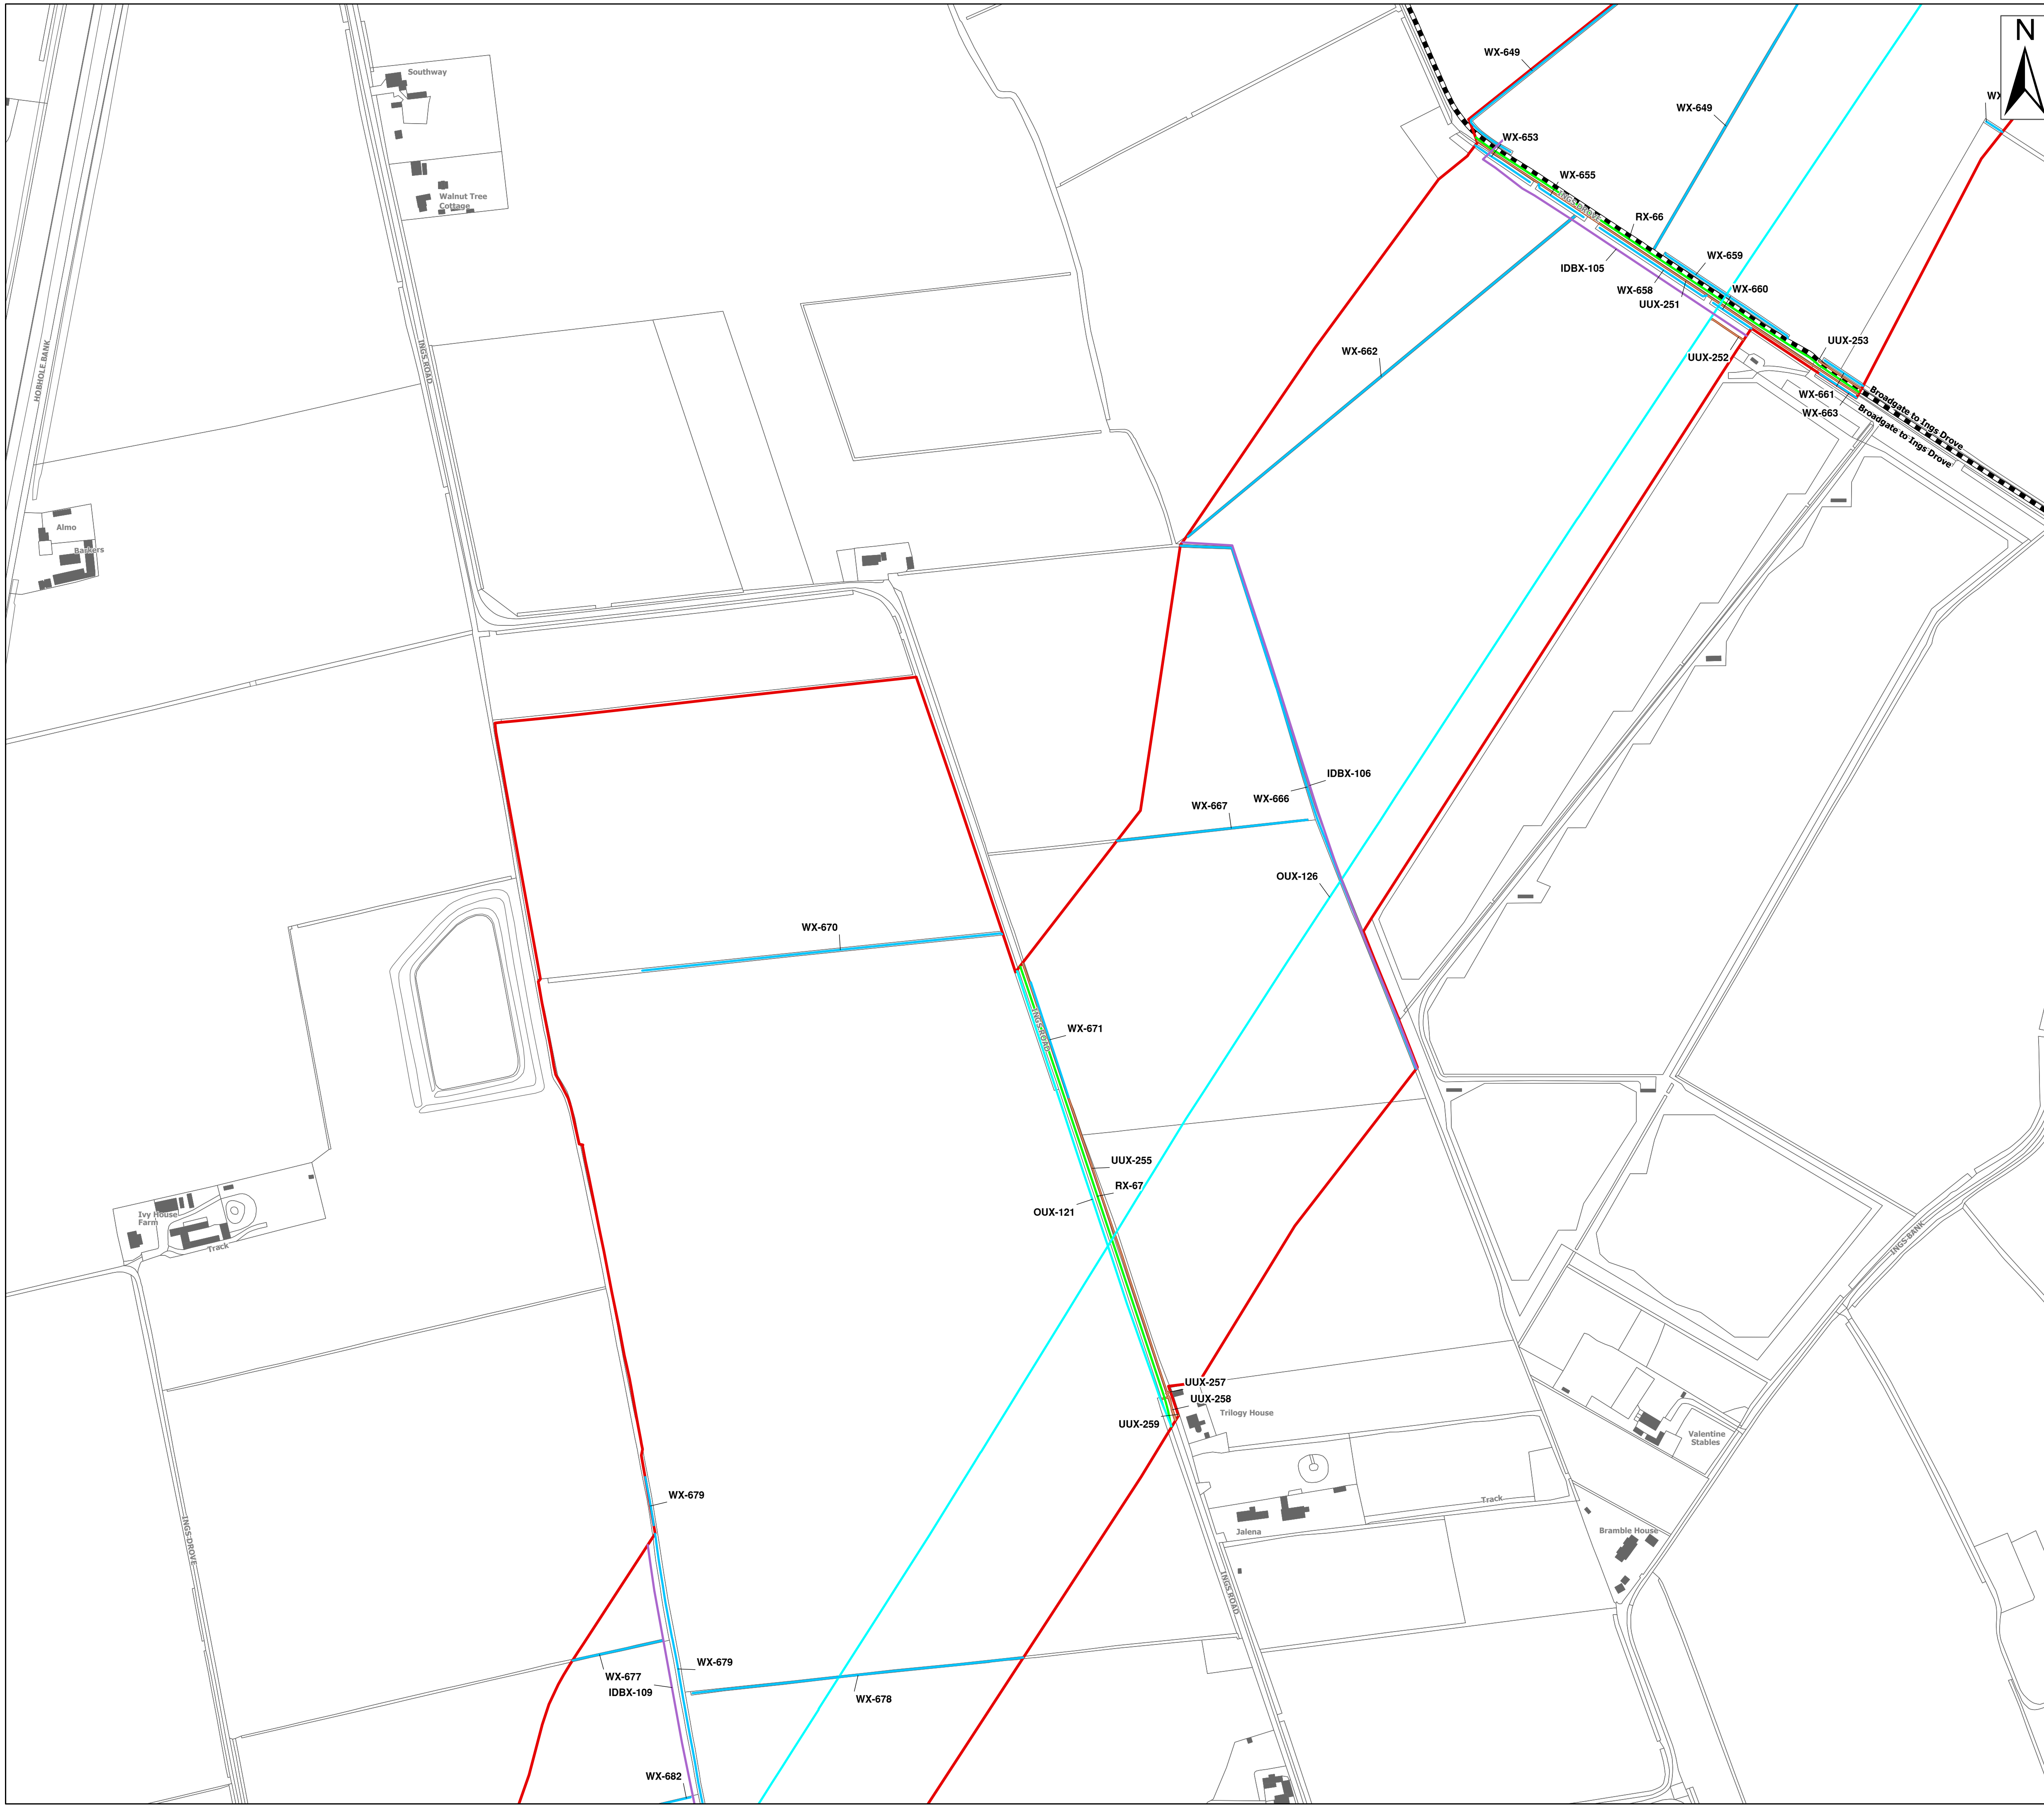 N
WX-649
WX-649
WX-653
WX-655
INGS ROAD
RX-66
WX-659
IDBX-105
WX-658
UUX-251
WX-660
UUX-252
UUX-253
WX-661
WX-663
Broadgate to Ings Drove
Broadgate to Ings Drove
Southway
Walnut Tree
Cottage
HOBHOLE BANK
INGS ROAD
WX-662
Almo
Barkers
IDBX-106
WX-666
WX-667
OUX-126
WX-670
INGS ROAD
WX-671
UUX-255
RX-67
OUX-121
Ivy House
Farm
Track
INGS BANK
UUX-257
UUX-258
UUX-259
Trilogy House
Valentine
Stables
WX-679
Track
Jalena
Bramble House
INGS DROVE
INGS ROAD
WX-679
WX-677
IDBX-109
WX-678
WX-682